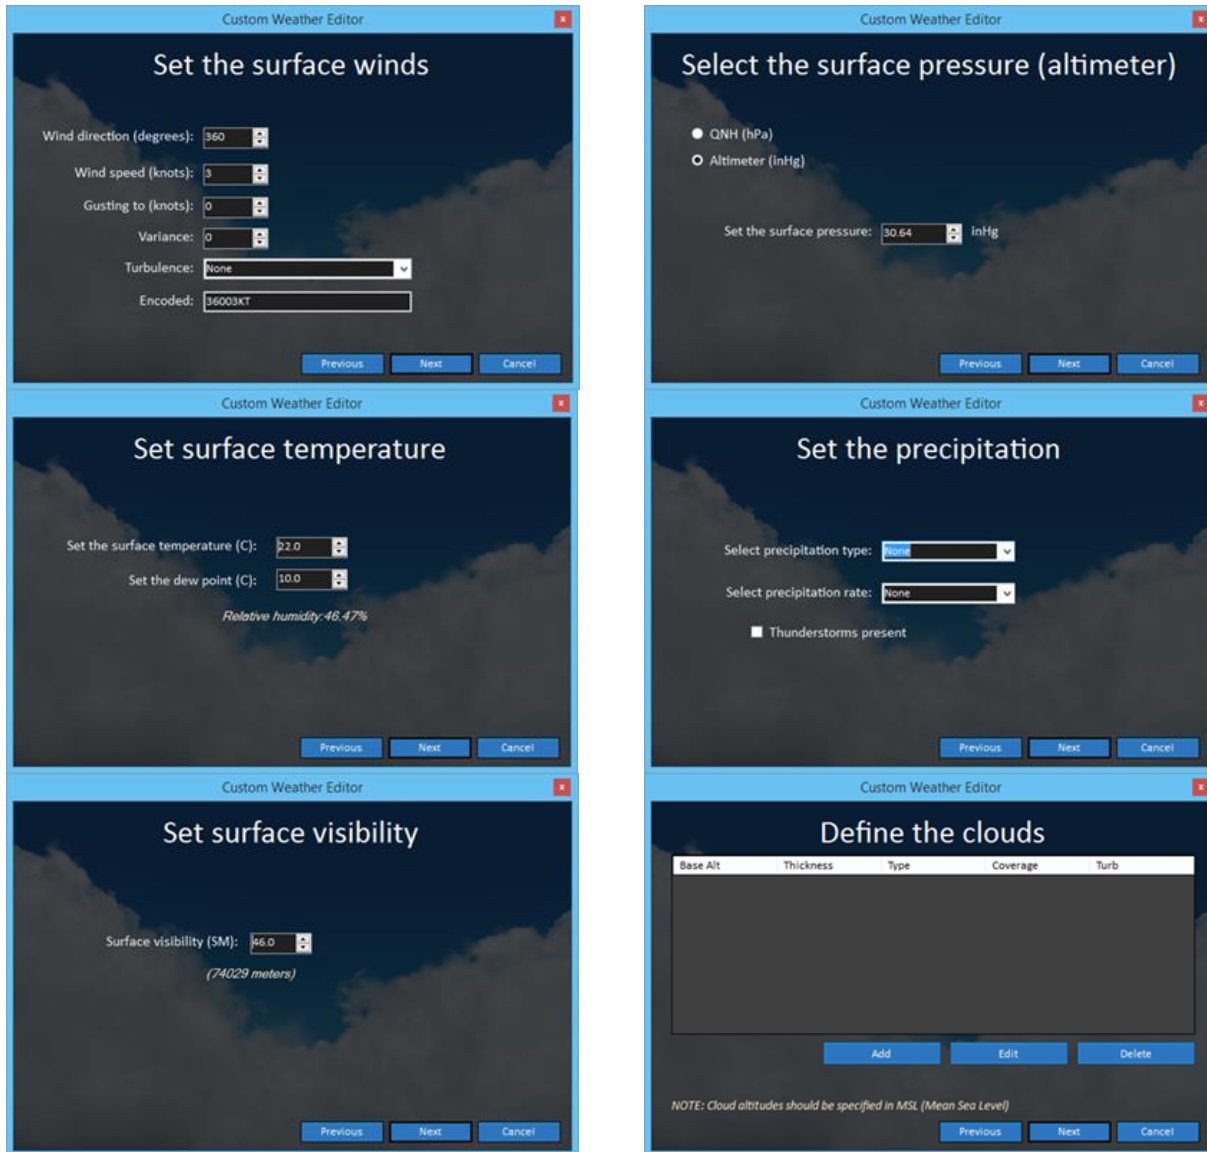 Custom Weather Editor
x
Set the surface winds
Wind direction (degrees): 360
Wind speed (knots): 3
Gusting to (knots): 0
Variance: 0
Turbulence: None
Encoded: 36003KT
Previous Next Cancel
Custom Weather Editor
x
Select the surface pressure (altimeter)
QNH (hPa)
Altimeter (inHg)
Set the surface pressure: 30.64 inHg
Previous Next Cancel
Custom Weather Editor
x
Set surface temperature
Set the surface temperature (C): 22.0
Set the dew point (C): 10.0
Relative humidity:46.47%
Previous Next Cancel
Custom Weather Editor
x
Set the precipitation
Select precipitation type: None
Select precipitation rate: None
Thunderstorms present
Previous Next Cancel
Custom Weather Editor
x
Set surface visibility
Surface visibility (SM): 46.0
(74029 meters)
Previous Next Cancel
Custom Weather Editor
x
Define the clouds
Base Alt Thickness Type Coverage Turb
Add Edit Delete
NOTE: Cloud altitudes should be specified in MSL (Mean Sea Level)
Previous Next Cancel